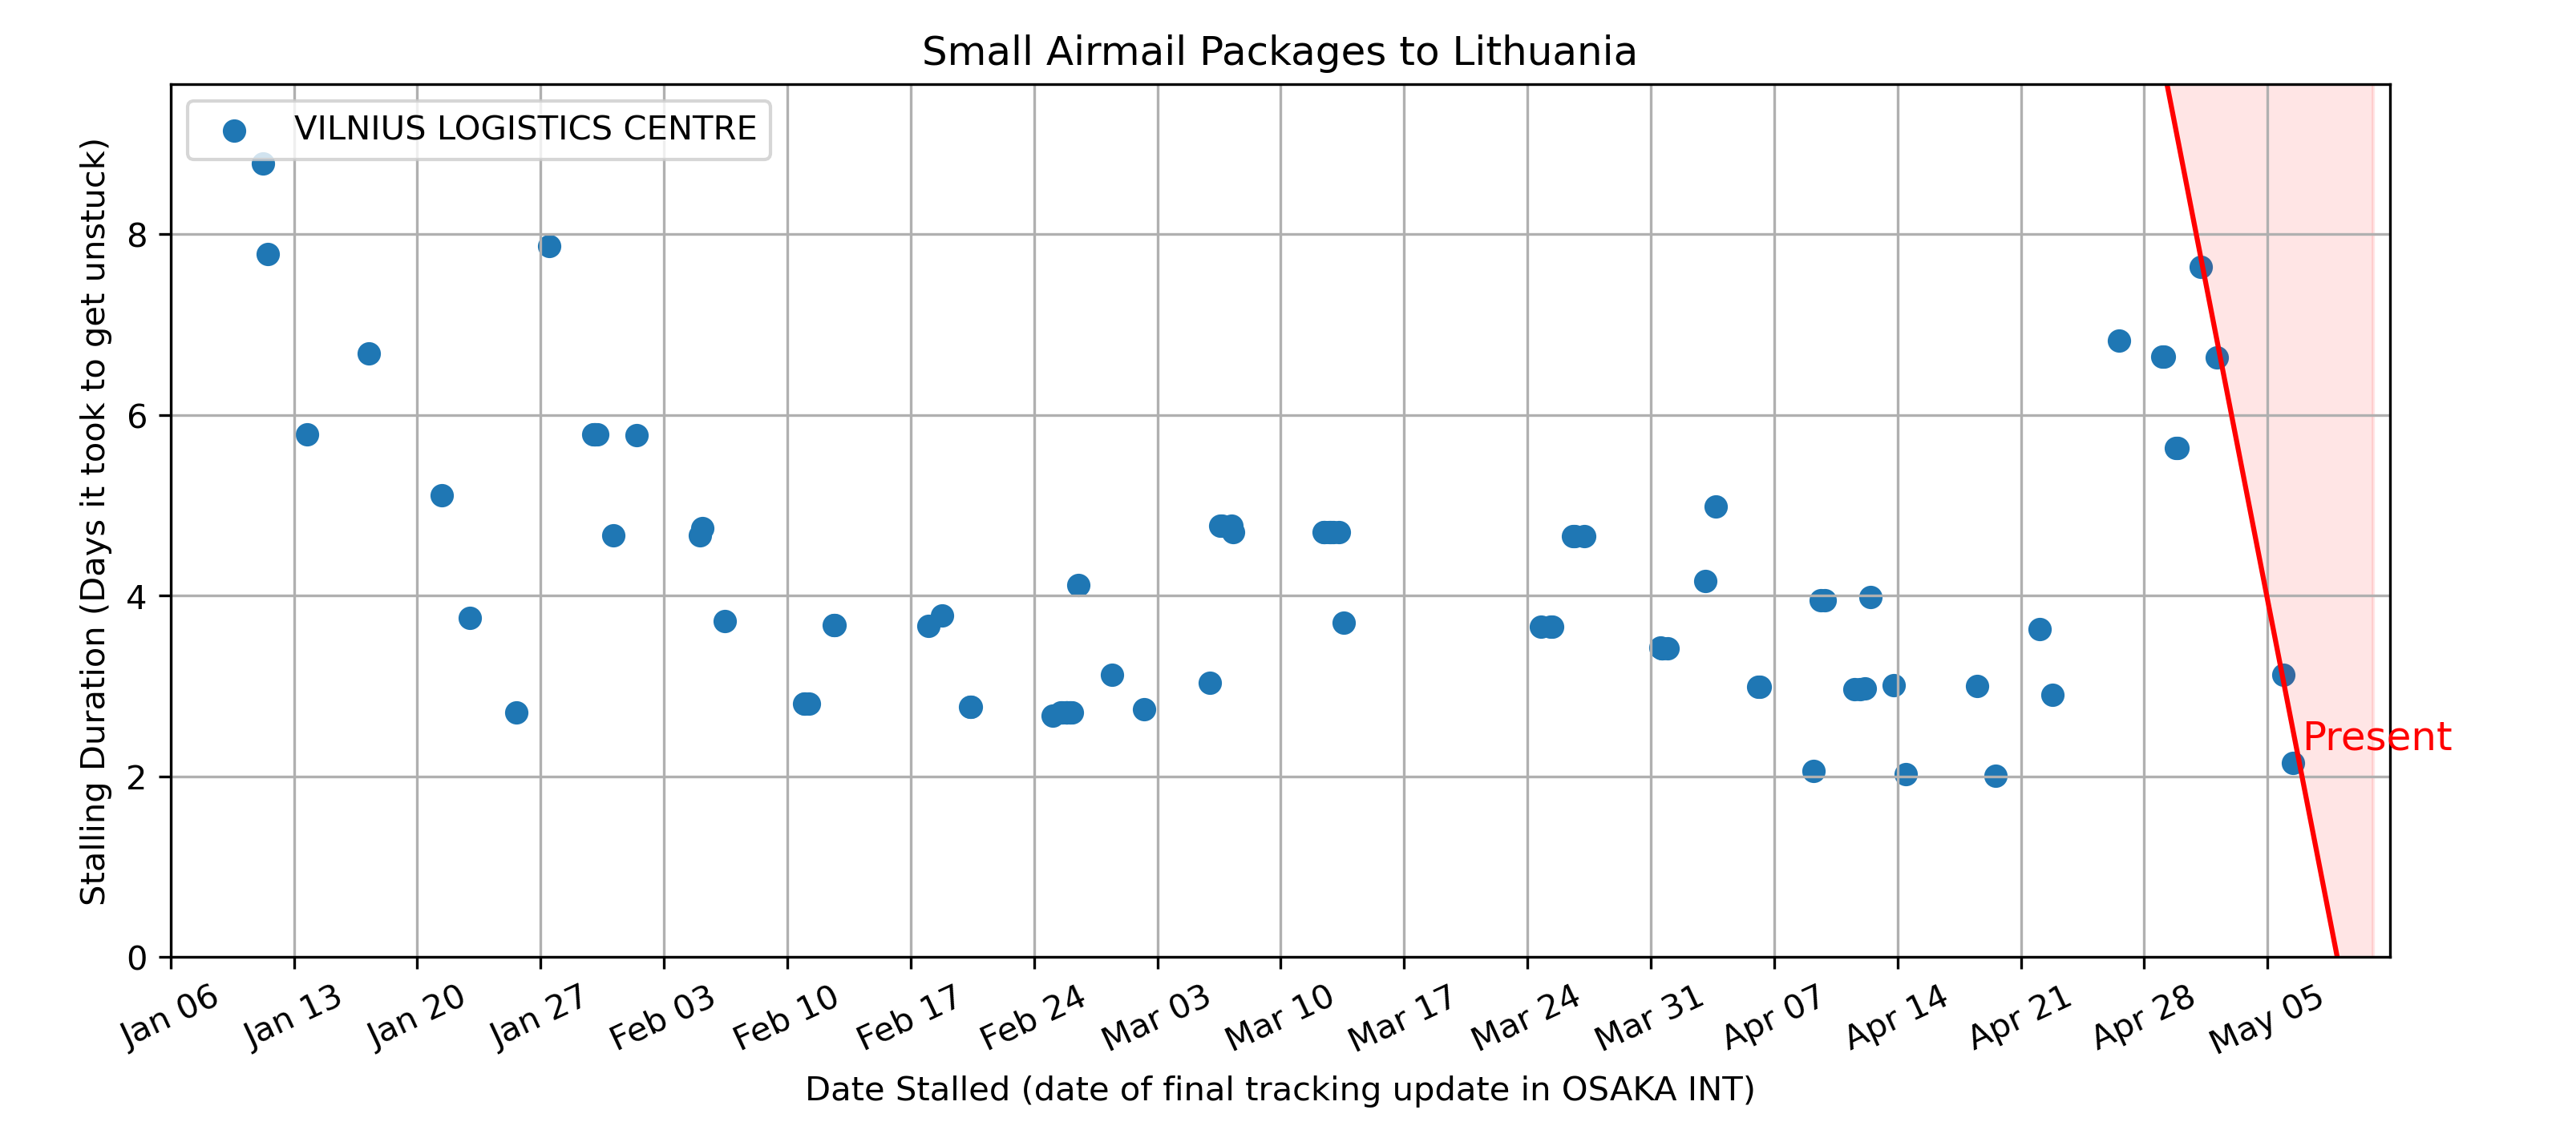 Small Airmail Packages to Lithuania
VILNIUS LOGISTICS CENTRE
Stalling Duration (Days it took to get unstuck)
8
6
4
2
0
Present
Jan 06
Jan 13
Jan 20
Jan 27
Feb 03
Feb 10
Feb 17
Feb 24
Mar 03
Mar 10
Mar 17
Mar 24
Mar 31
Apr 07
Apr 14
Apr 21
Apr 28
May 05
Date Stalled (date of final tracking update in OSAKA INT)